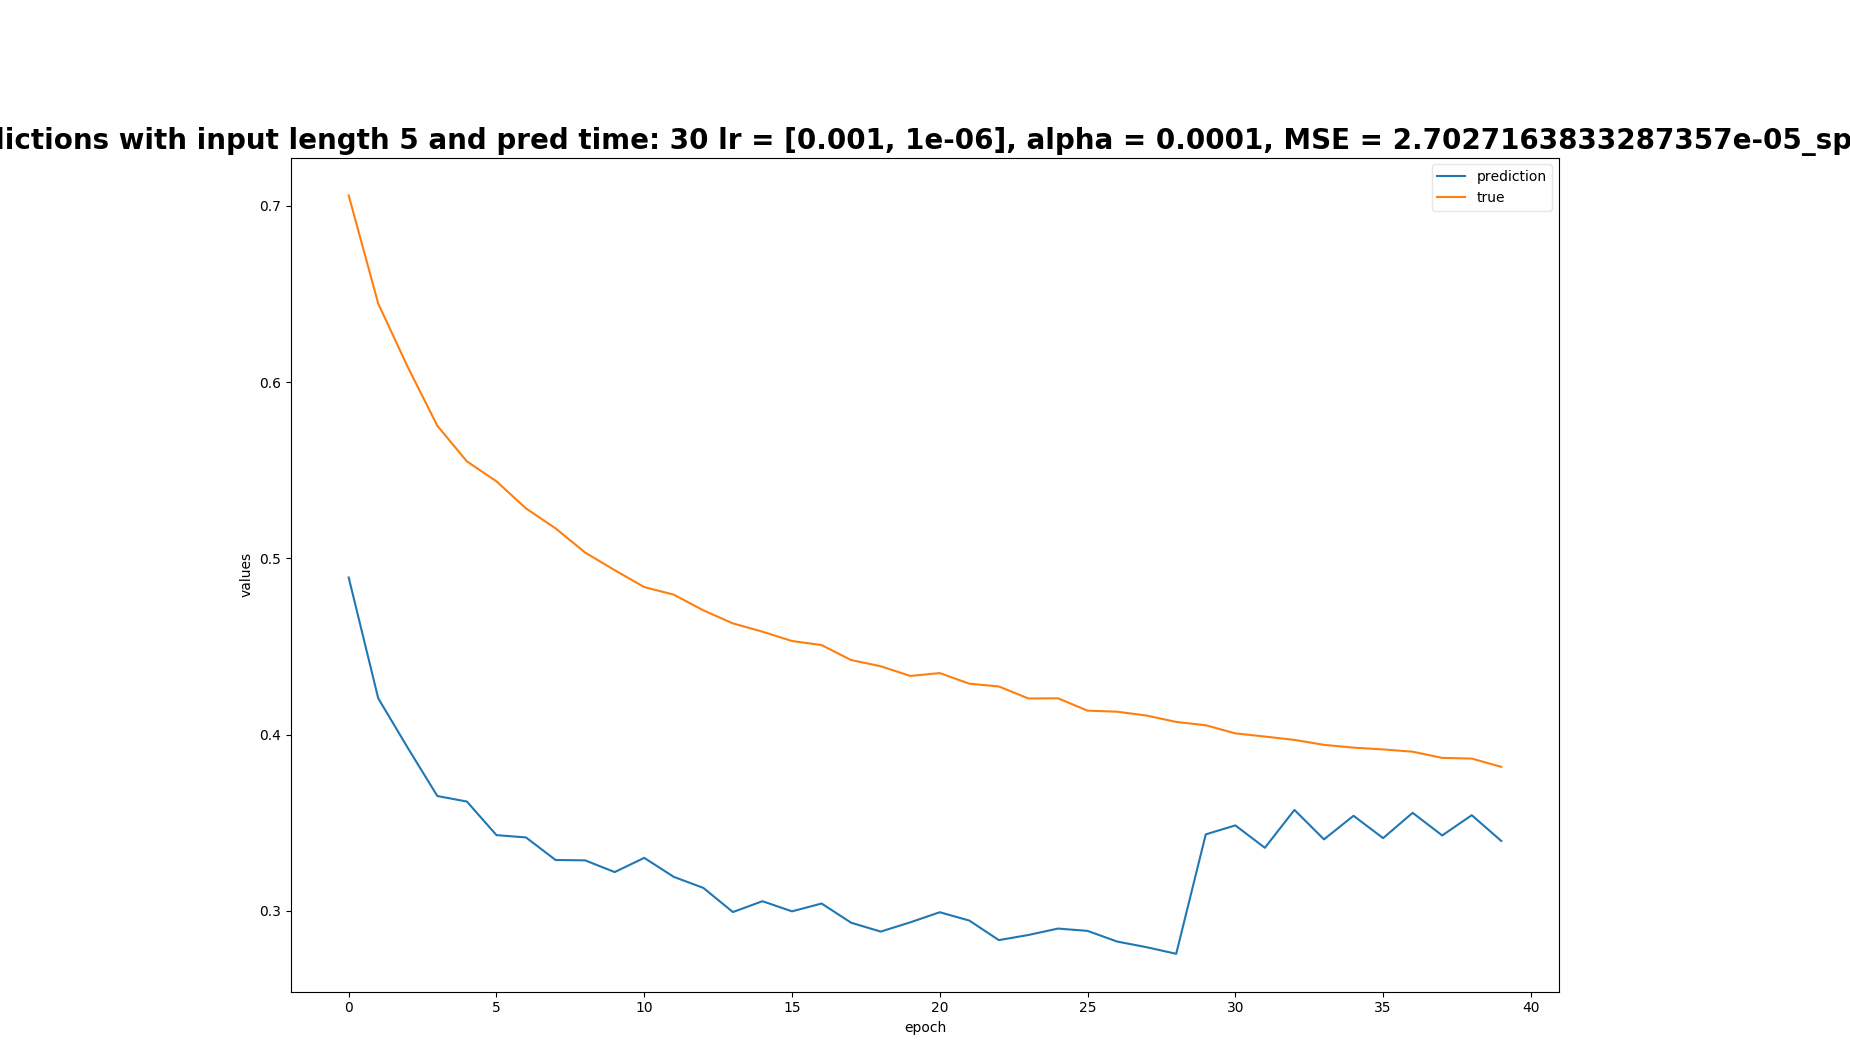 with input length 5 and pred time: 30 lr = [0.001, 1e-06], alpha = 0.0001, MSE = 2.7027163833287357e-05_sp
prediction
true
0.7
0.6
0.5
0.4
0.3
values
0 5 10 15 20 25 30 35 40
epoch